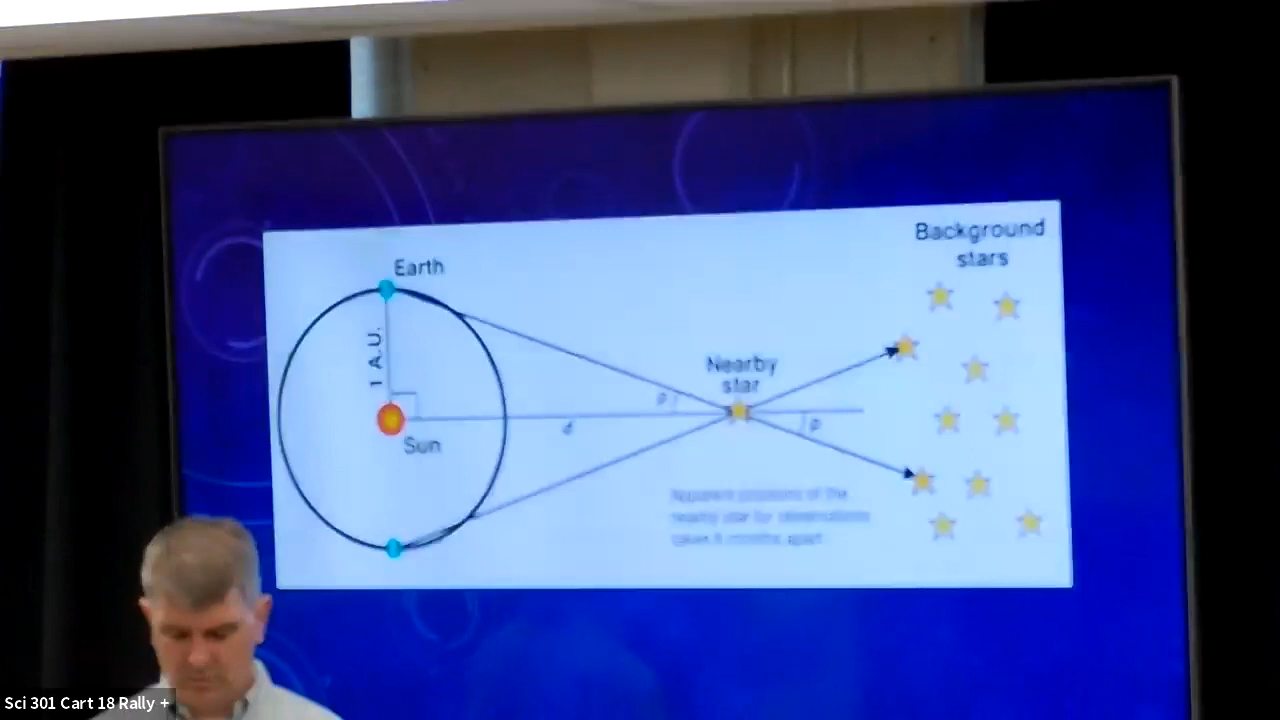 Background
stars
Earth
1 A.U.
Nearby
star
p
d
p
Sun
Apparent positions of the
nearby star for observations
taken 6 months apart
Sci 301 Cart 18 Rally +